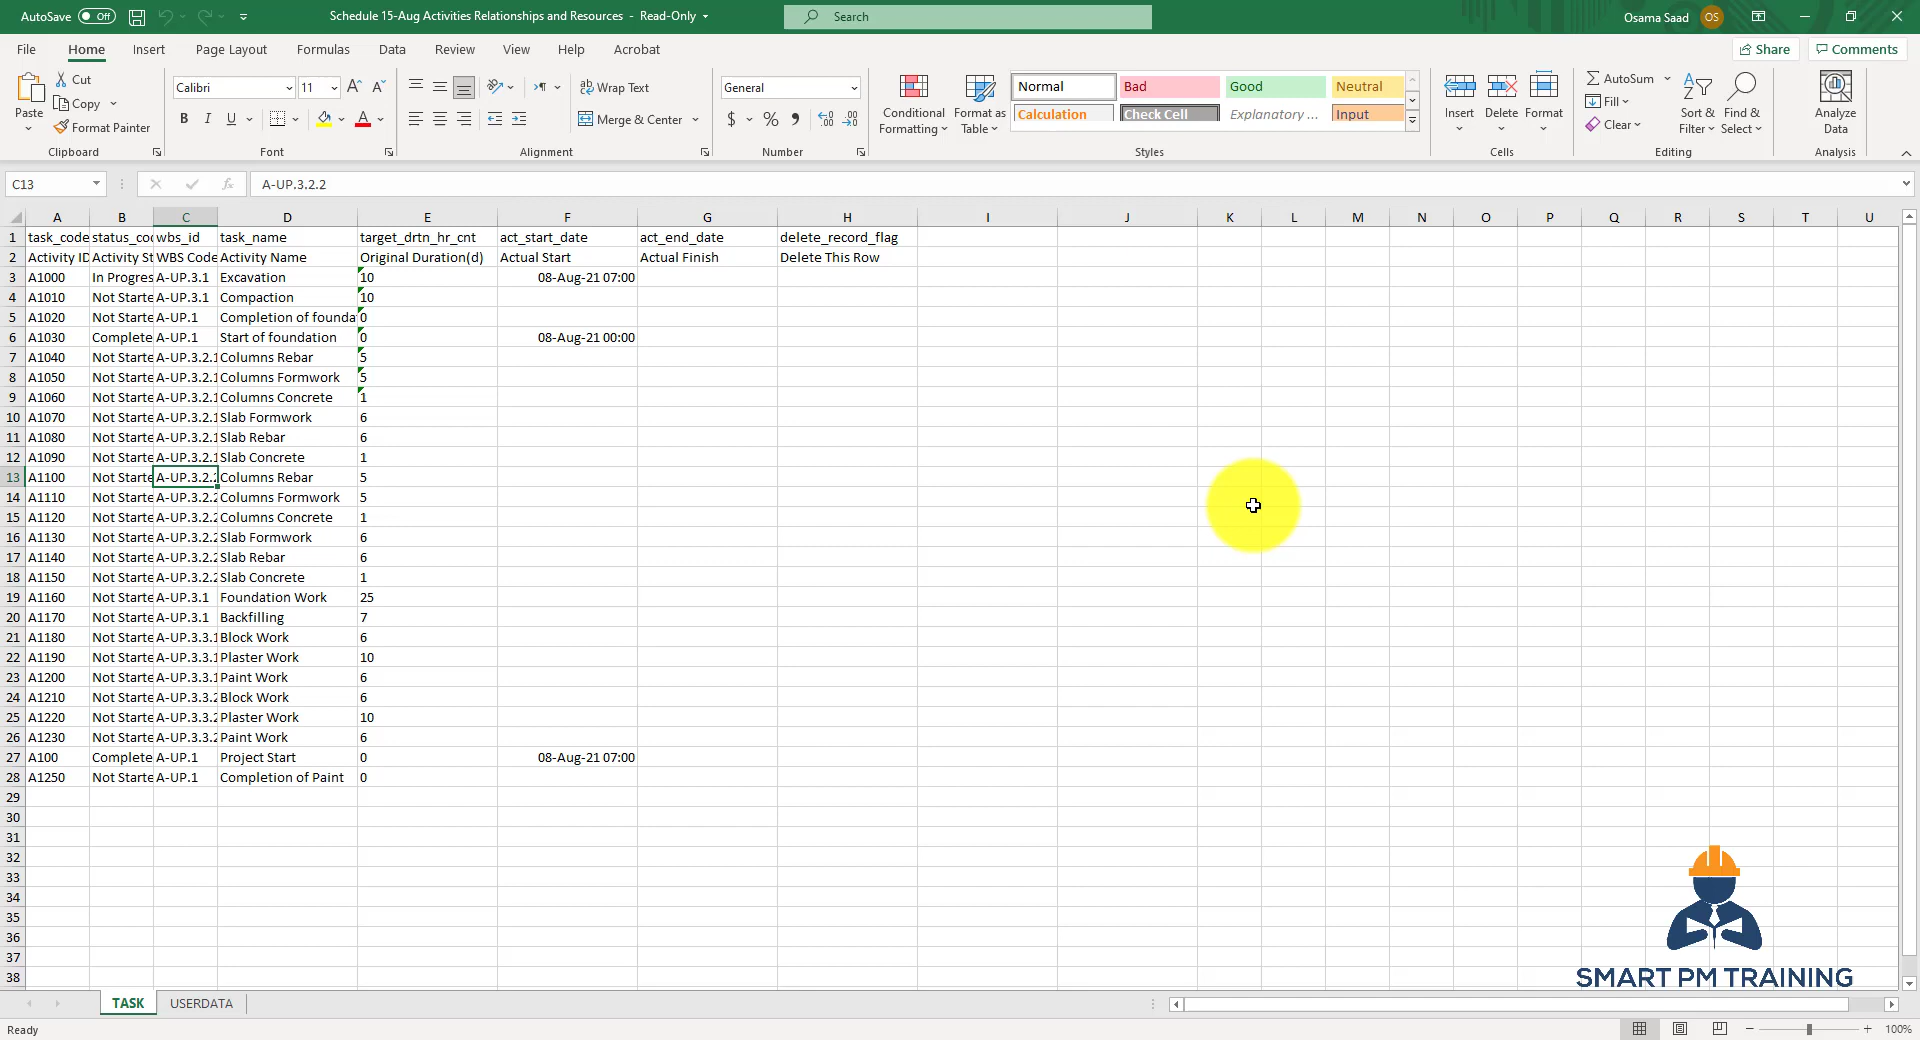 AutoSave Off Schedule 15-Aug Activities Relationships and Resources - Read-Only Search Osama Saad OS
File Home Insert Page Layout Formulas Data Review View Help Acrobat Share Comments
Paste Cut Copy Format Painter Clipboard
Calibri 11 B I U A A Font
Wrap Text Merge & Center Alignment
General $ % Number
Conditional Formatting Format as Table Normal Bad Good Neutral Calculation Check Cell Explanatory ... Input Styles
Insert Delete Format Cells
AutoSum Fill Clear Sort & Filter Find & Select Editing
Analyze Data Analysis
C13 fx A-UP.3.2.2
A B C D E F G H I J K L M N O P Q R S T U
1 task_code status_co wbs_id task_name target_drtn_hr_cnt act_start_date act_end_date delete_record_flag
2 Activity ID Activity St WBS Code Activity Name Original Duration(d) Actual Start Actual Finish Delete This Row
3 A1000 In Progres A-UP.3.1 Excavation 10 08-Aug-21 07:00
4 A1010 Not Starte A-UP.3.1 Compaction 10
5 A1020 Not Starte A-UP.1 Completion of founda 0
6 A1030 Complete A-UP.1 Start of foundation 0 08-Aug-21 00:00
7 A1040 Not Starte A-UP.3.2.1 Columns Rebar 5
8 A1050 Not Starte A-UP.3.2.1 Columns Formwork 5
9 A1060 Not Starte A-UP.3.2.1 Columns Concrete 1
10 A1070 Not Starte A-UP.3.2.1 Slab Formwork 6
11 A1080 Not Starte A-UP.3.2.1 Slab Rebar 6
12 A1090 Not Starte A-UP.3.2.1 Slab Concrete 1
13 A1100 Not Starte A-UP.3.2.2 Columns Rebar 5
14 A1110 Not Starte A-UP.3.2.2 Columns Formwork 5
15 A1120 Not Starte A-UP.3.2.2 Columns Concrete 1
16 A1130 Not Starte A-UP.3.2.2 Slab Formwork 6
17 A1140 Not Starte A-UP.3.2.2 Slab Rebar 6
18 A1150 Not Starte A-UP.3.2.2 Slab Concrete 1
19 A1160 Not Starte A-UP.3.1 Foundation Work 25
20 A1170 Not Starte A-UP.3.1 Backfilling 7
21 A1180 Not Starte A-UP.3.3.1 Block Work 6
22 A1190 Not Starte A-UP.3.3.1 Plaster Work 10
23 A1200 Not Starte A-UP.3.3.1 Paint Work 6
24 A1210 Not Starte A-UP.3.3.2 Block Work 6
25 A1220 Not Starte A-UP.3.3.2 Plaster Work 10
26 A1230 Not Starte A-UP.3.3.2 Paint Work 6
27 A100 Complete A-UP.1 Project Start 0 08-Aug-21 07:00
28 A1250 Not Starte A-UP.1 Completion of Paint 0
29
30
31
32
33
34
35
36
37
38
SMART PM TRAINING
TASK USERDATA
Ready 100%